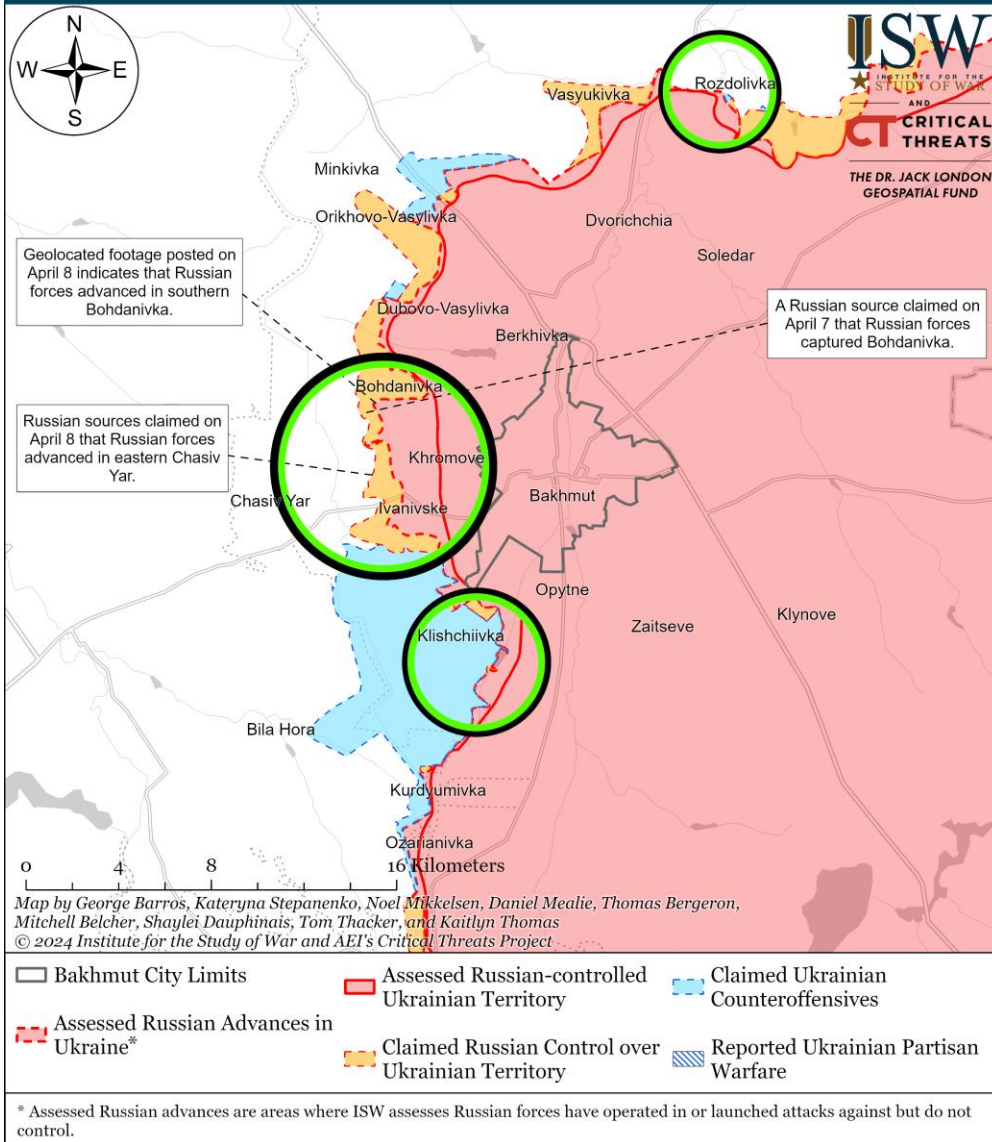 N
W E
S
ISW
INSTITUTE FOR THE
STUDY OF WAR
AND
CT CRITICAL
THREATS
THE DR. JACK LONDON
GEOSPATIAL FUND
Rozdolivka
Vasyukivka
Minkivka
Orikhovo-Vasylivka
Dvorichchia
Soledar
Geolocated footage posted on
April 8 indicates that Russian
forces advanced in southern
Bohdanivka.
A Russian source claimed on
April 7 that Russian forces
captured Bohdanivka.
Dubovo-Vasylivka
Berkhivka
Bohdanivka
Russian sources claimed on
April 8 that Russian forces
advanced in eastern Chasiv
Yar.
Khromove
Chasiv Yar
Ivanivske
Bakhmut
Opytne
Klishchiivka
Zaitseve
Klynove
Bila Hora
Kurdyumivka
Ozarianivka
0 4 8 16 Kilometers
Map by George Barros, Kateryna Stepanenko, Noel Mikkelsen, Daniel Mealie, Thomas Bergeron,
Mitchell Belcher, Shaylei Dauphinais, Tom Thacker, and Kaitlyn Thomas
© 2024 Institute for the Study of War and AEI's Critical Threats Project
Bakhmut City Limits
Assessed Russian Advances in
Ukraine*
Assessed Russian-controlled
Ukrainian Territory
Claimed Russian Control over
Ukrainian Territory
Claimed Ukrainian
Counteroffensives
Reported Ukrainian Partisan
Warfare
* Assessed Russian advances are areas where ISW assesses Russian forces have operated in or launched attacks against but do not
control.